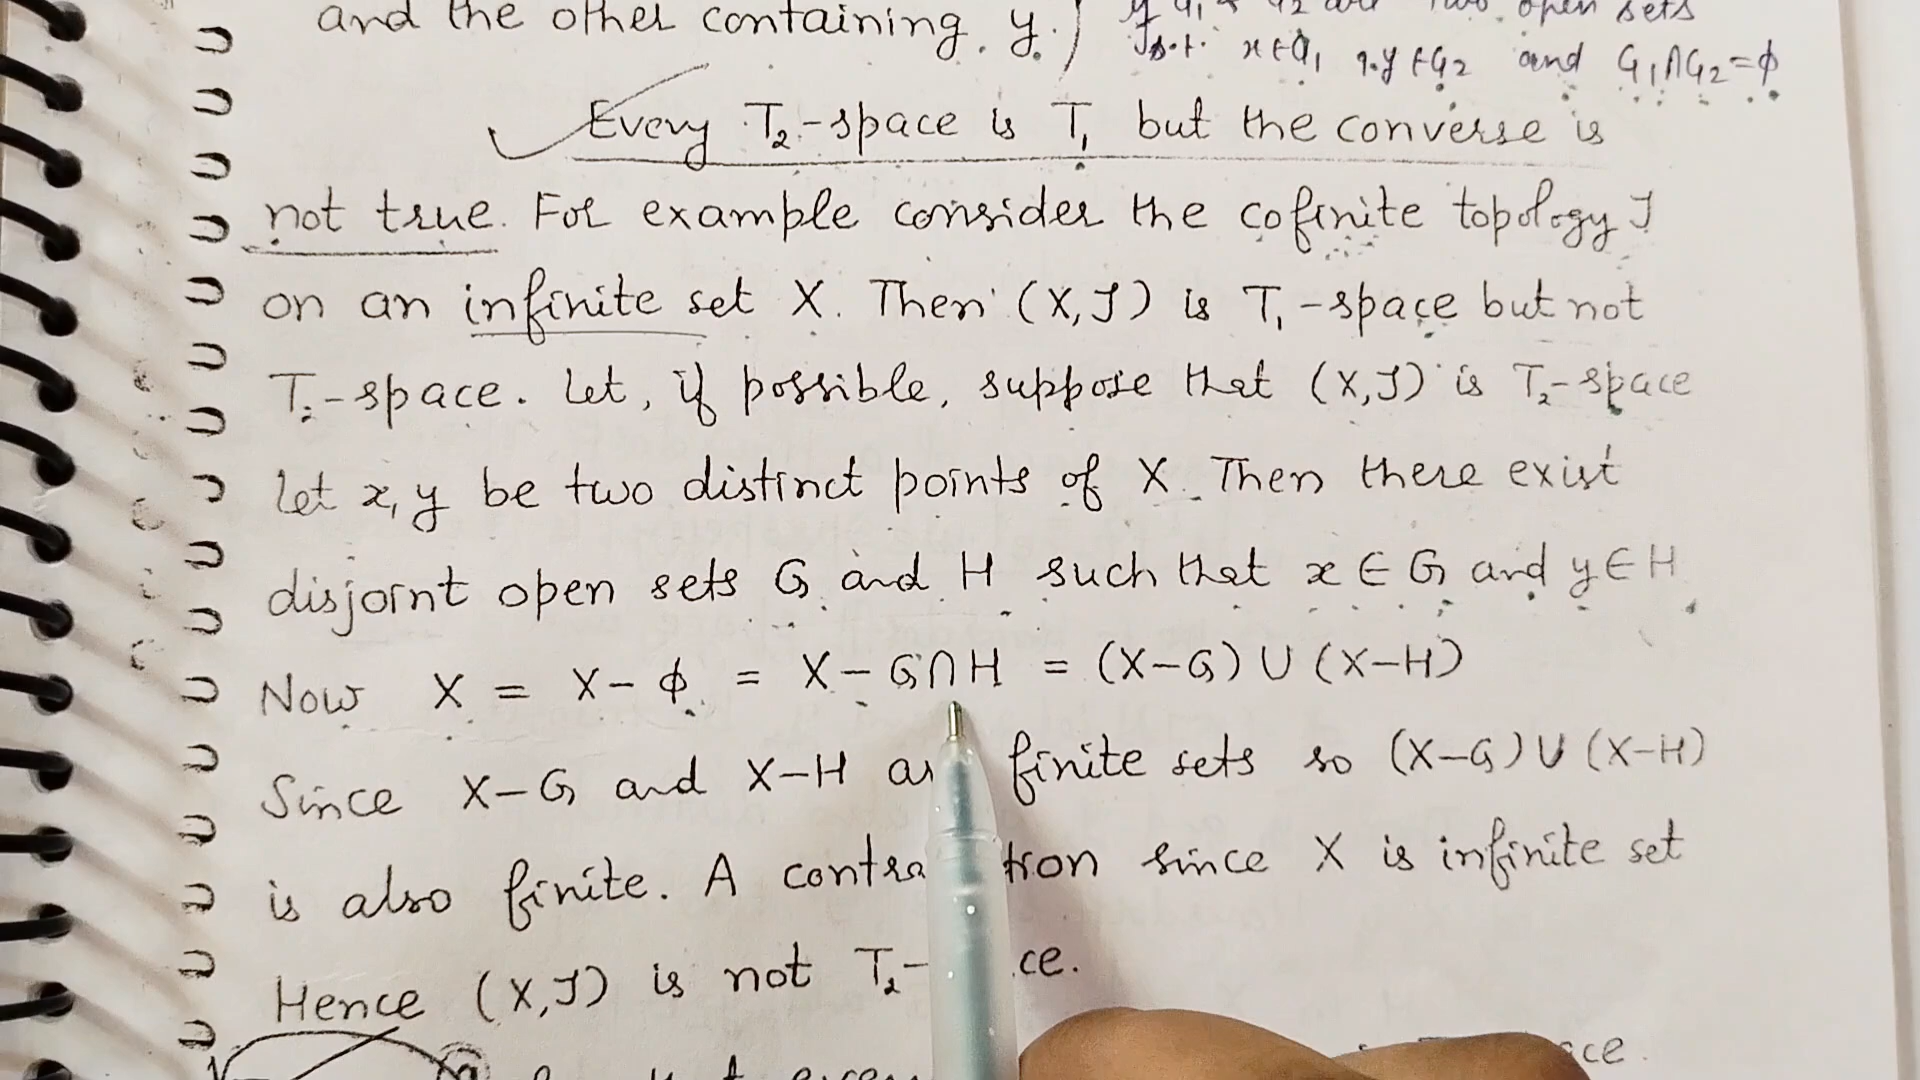 and the other containing y.) if G1 & G2 are two open sets
s.t. x∈G1, y∈G2 and G1∩G2=ϕ
Every T2-space is T1 but the converse is
not true. For example consider the cofinite topology J
on an infinite set X. Then (X,J) is T1-space but not
T2-space. Let, if possible, suppose that (X,J) is T2-space
Let x,y be two distinct points of X. Then there exist
disjoint open sets G and H such that x∈G and y∈H
Now X = X-ϕ = X-G∩H = (X-G)∪(X-H)
Since X-G and X-H finite sets so (X-G)∪(X-H)
is also finite. A since X is infinite set
Hence (X,J) is not T2-